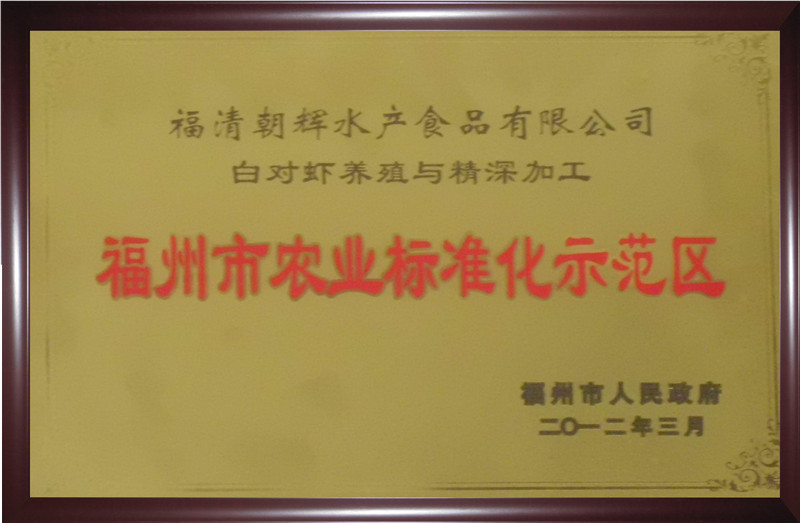 福清朝辉水产食品有限公司
白对虾养殖与精深加工
福州市农业标准化示范区
福州市人民政府
二〇一二年三月